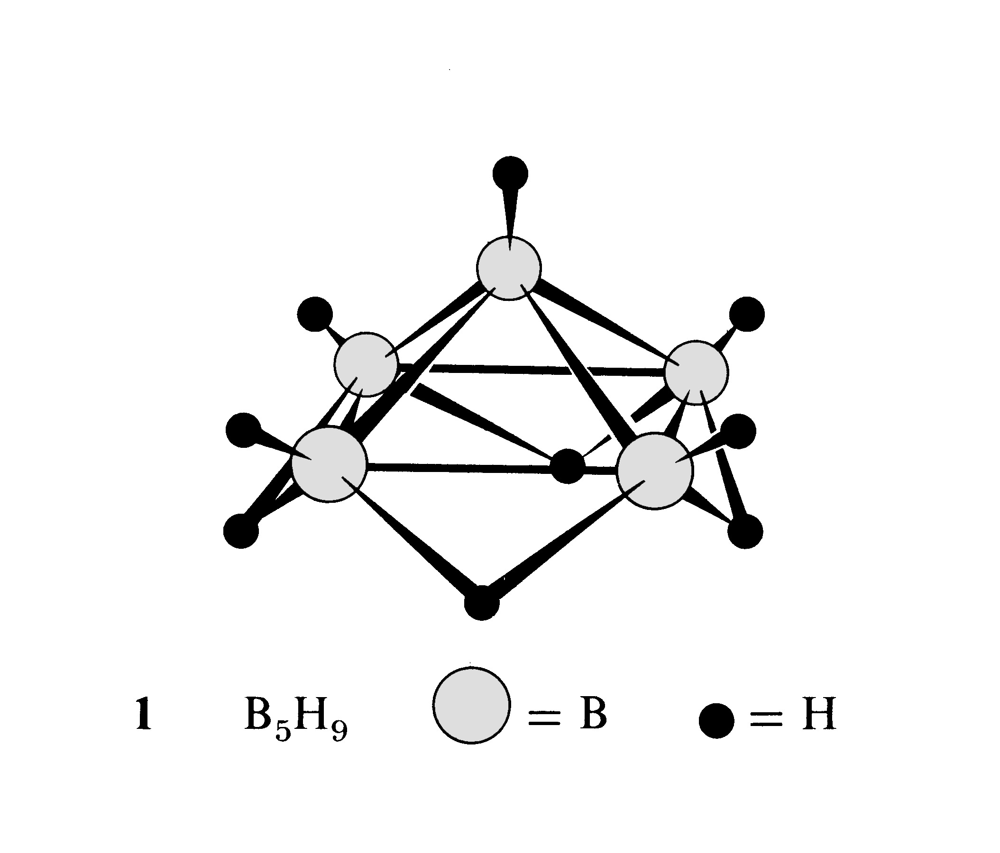 1 B₅H₉ = B = H